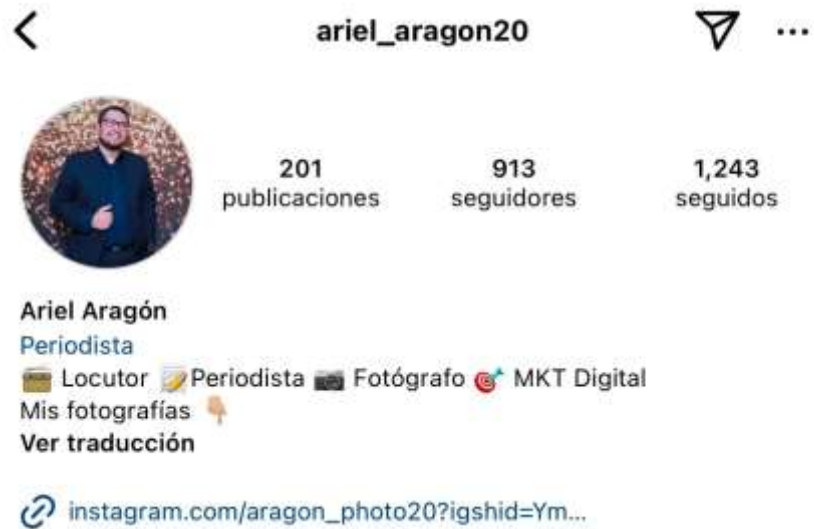 ariel_aragon20
201 913 1,243
publicaciones seguidores seguidos
Ariel Aragón
Periodista
Locutor Periodista Fotógrafo MKT Digital
Mis fotografías
Ver traducción
instagram.com/aragon_photo20?igshid=Ym...